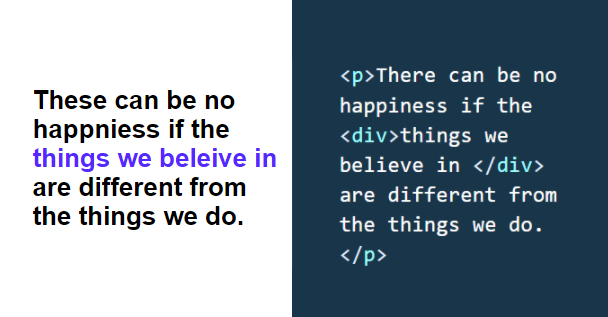 These can be no
happniess if the
things we beleive in
are different from
the things we do.
<p>There can be no
happiness if the
<div>things we
believe in </div>
are different from
the things we do.
</p>